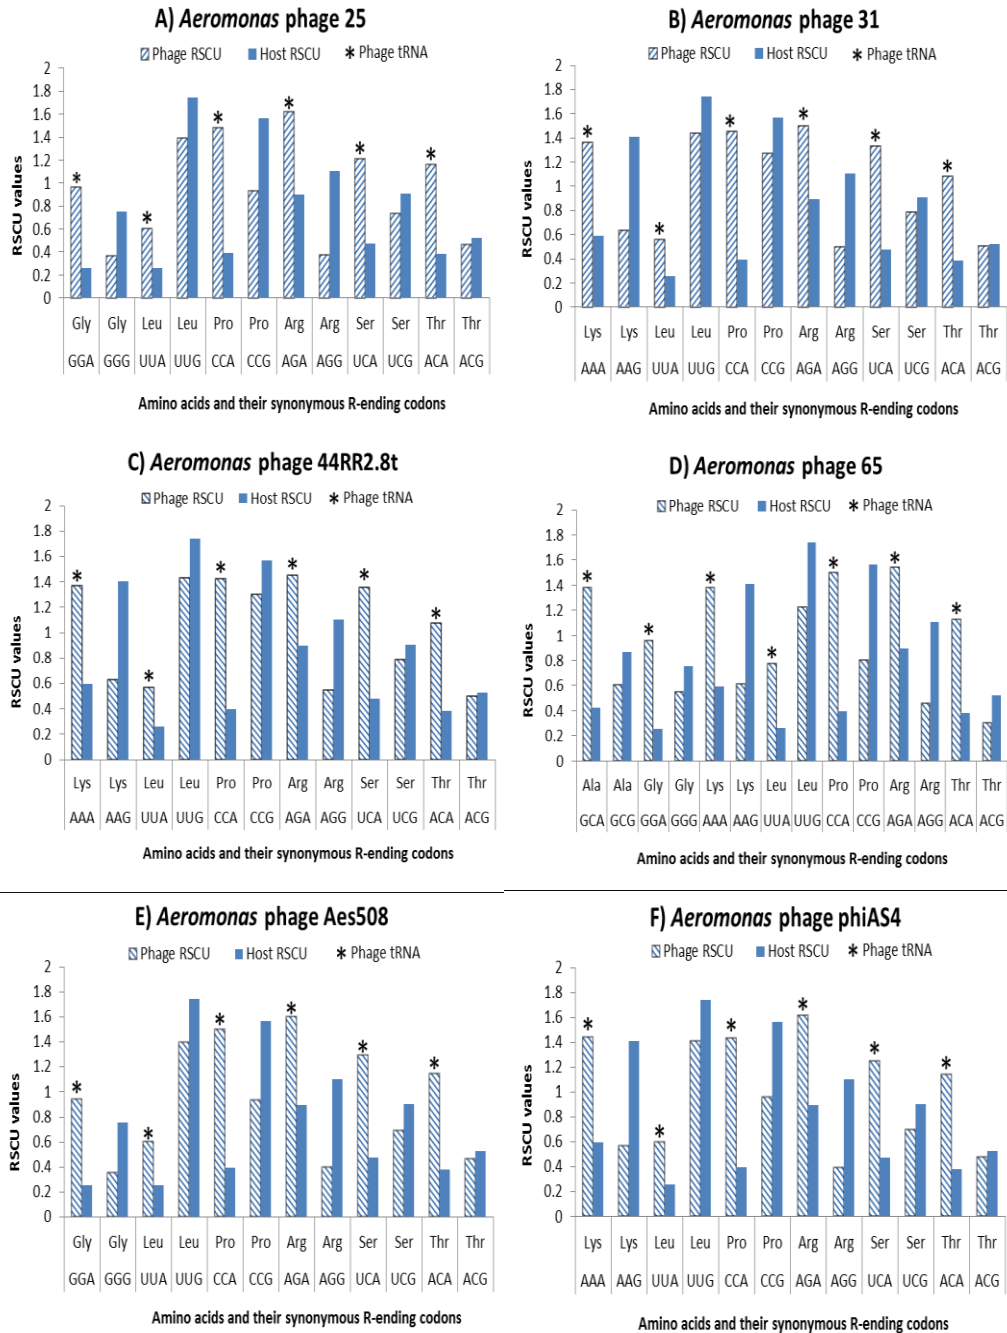 A) Aeromonas phage 25
Phage RSCU Host RSCU * Phage tRNA
RSCU values
2
1.8
1.6
1.4
1.2
1
0.8
0.6
0.4
0.2
0
* * * * * *
Gly Gly Leu Leu Pro Pro Arg Arg Ser Ser Thr Thr
GGA GGG UUA UUG CCA CCG AGA AGG UCA UCG ACA ACG
Amino acids and their synonymous R-ending codons
B) Aeromonas phage 31
Phage RSCU Host RSCU * Phage tRNA
RSCU values
2
1.8
1.6
1.4
1.2
1
0.8
0.6
0.4
0.2
0
* * * * * *
Lys Lys Leu Leu Pro Pro Arg Arg Ser Ser Thr Thr
AAA AAG UUA UUG CCA CCG AGA AGG UCA UCG ACA ACG
Amino acids and their synonymous R-ending codons
C) Aeromonas phage 44RR2.8t
Phage RSCU Host RSCU * Phage tRNA
RSCU values
2
1.8
1.6
1.4
1.2
1
0.8
0.6
0.4
0.2
0
* * * * * *
Lys Lys Leu Leu Pro Pro Arg Arg Ser Ser Thr Thr
AAA AAG UUA UUG CCA CCG AGA AGG UCA UCG ACA ACG
Amino acids and their synonymous R-ending codons
D) Aeromonas phage 65
Phage RSCU Host RSCU * Phage tRNA
RSCU values
2
1.8
1.6
1.4
1.2
1
0.8
0.6
0.4
0.2
0
* * * * * * *
Ala Ala Gly Gly Lys Lys Leu Leu Pro Pro Arg Arg Thr Thr
GCA GCG GGA GGG AAA AAG UUA UUG CCA CCG AGA AGG ACA ACG
Amino acids and their synonymous R-ending codons
E) Aeromonas phage Aes508
Phage RSCU Host RSCU * Phage tRNA
RSCU values
2
1.8
1.6
1.4
1.2
1
0.8
0.6
0.4
0.2
0
* * * * * *
Gly Gly Leu Leu Pro Pro Arg Arg Ser Ser Thr Thr
GGA GGG UUA UUG CCA CCG AGA AGG UCA UCG ACA ACG
Amino acids and their synonymous R-ending codons
F) Aeromonas phage phiAS4
Phage RSCU Host RSCU * Phage tRNA
RSCU values
2
1.8
1.6
1.4
1.2
1
0.8
0.6
0.4
0.2
0
* * * * * *
Lys Lys Leu Leu Pro Pro Arg Arg Ser Ser Thr Thr
AAA AAG UUA UUG CCA CCG AGA AGG UCA UCG ACA ACG
Amino acids and their synonymous R-ending codons